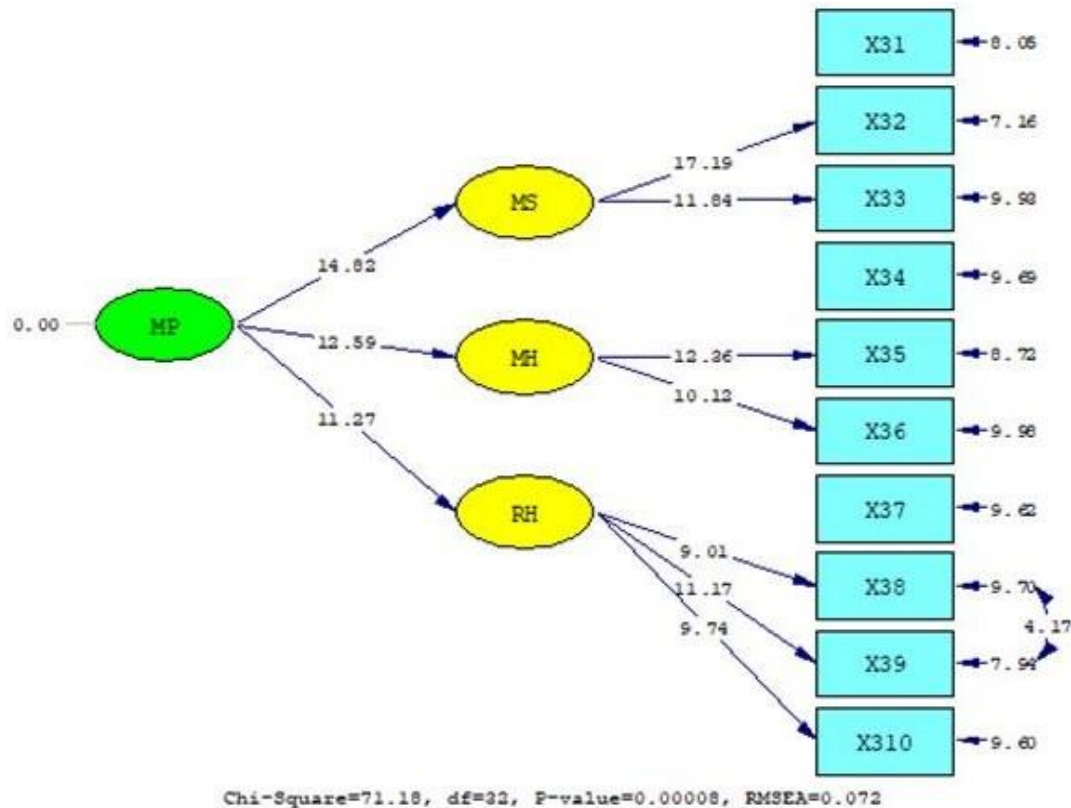 X31
8.05
X32
7.16
17.19
MS
11.84
X33
9.93
14.82
X34
9.69
0.00
MP
12.59
MH
12.36
X35
8.72
10.12
X36
9.98
11.27
X37
9.62
RH
9.01
X38
9.70
11.17
4.17
9.74
X39
7.94
X310
9.60
Chi-Square=71.18, df=32, P-value=0.00008, RMSEA=0.072